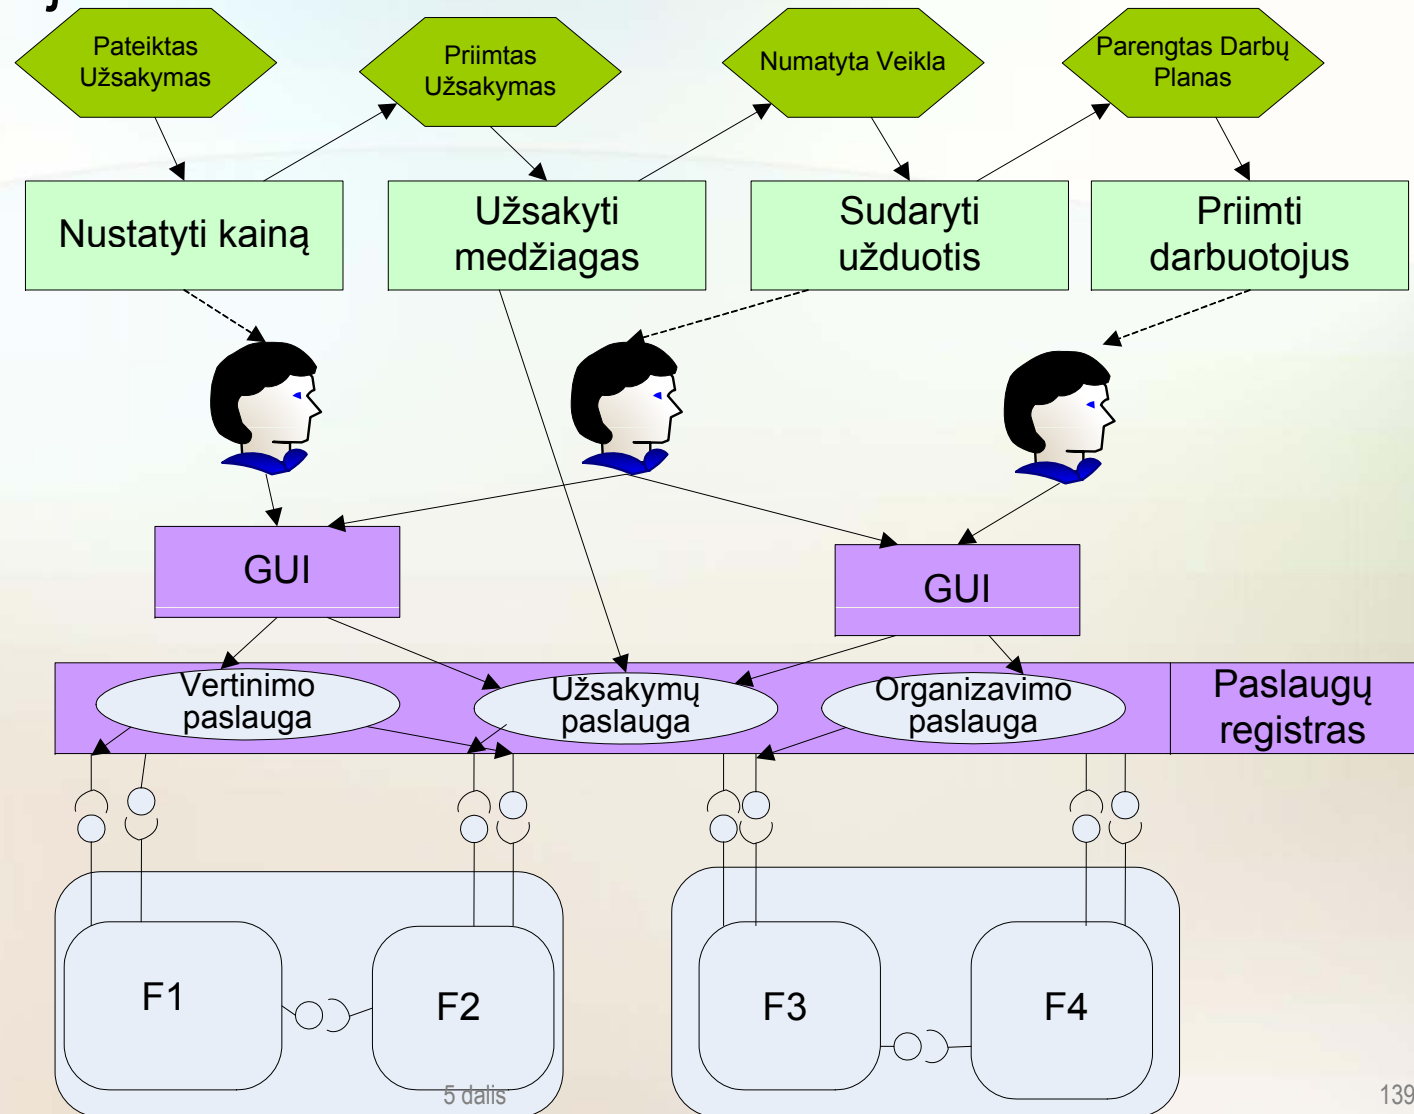 Pateiktas
Užsakymas
Priimtas
Užsakymas
Numatyta Veikla
Parengtas Darbų
Planas
Nustatyti kainą
Užsakyti
medžiagas
Sudaryti
užduotis
Priimti
darbuotojus
GUI
GUI
Vertinimo
paslauga
Užsakymų
paslauga
Organizavimo
paslauga
Paslaugų
registras
F1
F2
F3
F4
5 dalis
139